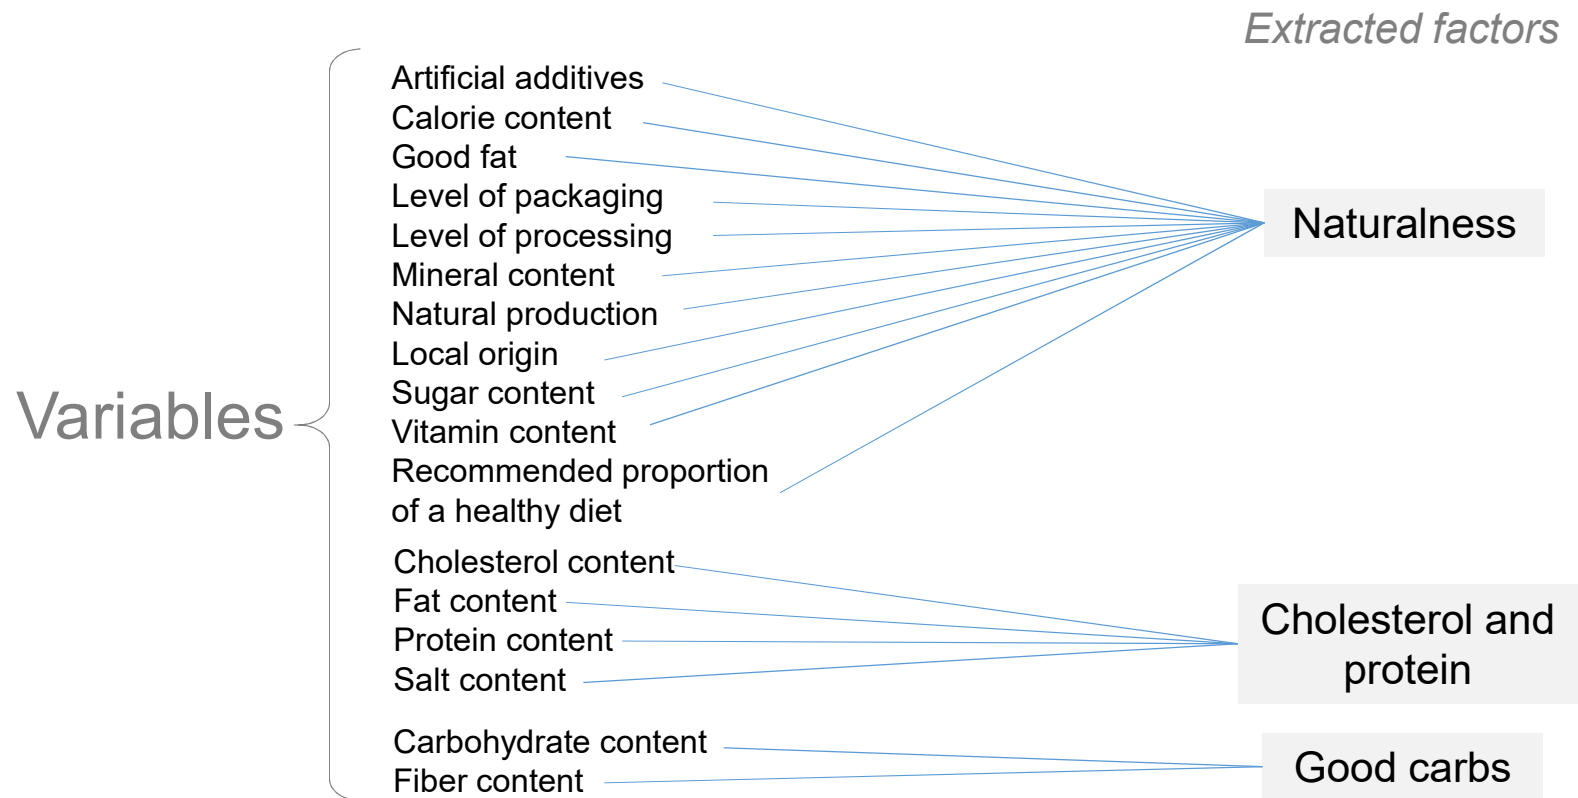 Extracted factors
Variables
Artificial additives
Calorie content
Good fat
Level of packaging
Level of processing
Mineral content
Natural production
Local origin
Sugar content
Vitamin content
Recommended proportion
of a healthy diet
Naturalness
Cholesterol content
Fat content
Protein content
Salt content
Cholesterol and
protein
Carbohydrate content
Fiber content
Good carbs